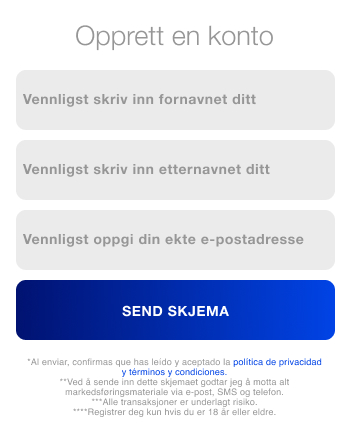 Opprett en konto
Vennligst skriv inn fornavnet ditt
Vennligst skriv inn etternavnet ditt
Vennligst oppgi din ekte e-postadresse
SEND SKJEMA
*Al enviar, confirmas que has leído y aceptado la política de privacidad
y términos y condiciones.
**Ved å sende inn dette skjemaet godtar jeg å motta alt
markedsføringsmateriale via e-post, SMS og telefon.
***Alle transaksjoner er underlagt risiko.
****Registrer deg kun hvis du er 18 år eller eldre.